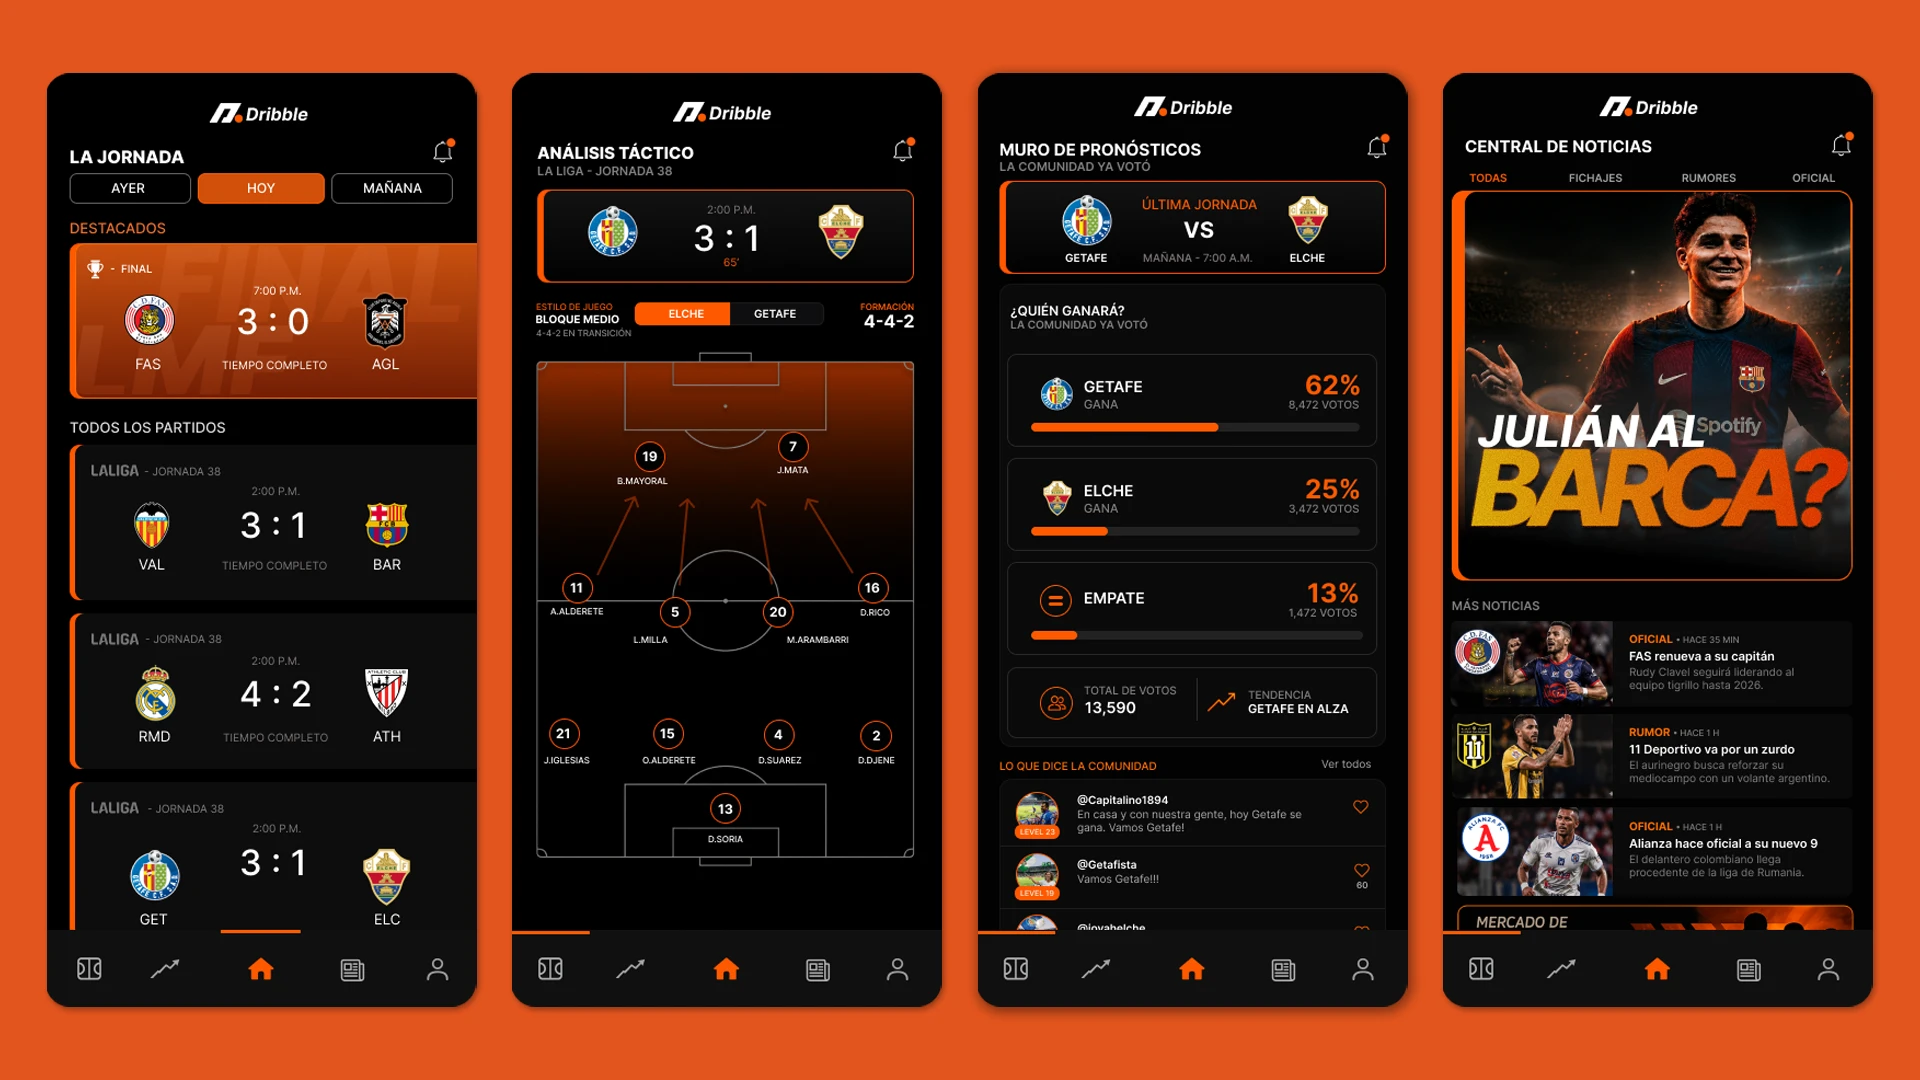 Dribble
LA JORNADA
AYER
HOY
MAÑANA
DESTACADOS
- FINAL
7:00 P.M.
3 : 0
FAS
TIEMPO COMPLETO
AGL
FINAL
LMF
TODOS LOS PARTIDOS
LALIGA - JORNADA 38
2:00 P.M.
3 : 1
VAL
TIEMPO COMPLETO
BAR
LALIGA - JORNADA 38
2:00 P.M.
4 : 2
RMD
TIEMPO COMPLETO
ATH
LALIGA - JORNADA 38
2:00 P.M.
3 : 1
GET
ELC
Dribble
ANÁLISIS TÁCTICO
LA LIGA - JORNADA 38
2:00 P.M.
3 : 1
65'
ESTILO DE JUEGO
BLOQUE MEDIO
4-4-2 EN TRANSICIÓN
ELCHE
GETAFE
FORMACIÓN
4-4-2
19
B.MAYORAL
7
J.MATA
11
A.ALDERETE
5
L.MILLA
20
M.ARAMBARRI
16
D.RICO
21
J.IGLESIAS
15
O.ALDERETE
4
D.SUAREZ
2
D.DJENE
13
D.SORIA
Dribble
MURO DE PRONÓSTICOS
LA COMUNIDAD YA VOTÓ
ÚLTIMA JORNADA
VS
GETAFE
MAÑANA - 7:00 A.M.
ELCHE
¿QUIÉN GANARÁ?
LA COMUNIDAD YA VOTÓ
GETAFE
GANA
62%
8,472 VOTOS
ELCHE
GANA
25%
3,472 VOTOS
EMPATE
13%
1,472 VOTOS
TOTAL DE VOTOS
13,590
TENDENCIA
GETAFE EN ALZA
LO QUE DICE LA COMUNIDAD
Ver todos
@Capitalino1894
En casa y con nuestra gente, hoy Getafe se
gana. Vamos Getafe!
LEVEL 23
@Getafista
Vamos Getafe!!!
LEVEL 19
60
Dribble
CENTRAL DE NOTICIAS
TODAS
FICHAJES
RUMORES
OFICIAL
Spotify
JULIÁN AL
BARCA?
MÁS NOTICIAS
OFICIAL • HACE 35 MIN
FAS renueva a su capitán
Rudy Clavel seguirá liderando al
equipo tigrillo hasta 2026.
RUMOR • HACE 1 H
11 Deportivo va por un zurdo
El aurinegro busca reforzar su
mediocampo con un volante argentino.
OFICIAL • HACE 1 H
Alianza hace oficial a su nuevo 9
El delantero colombiano llega
procedente de la liga de Rumania.
MERCADO DE